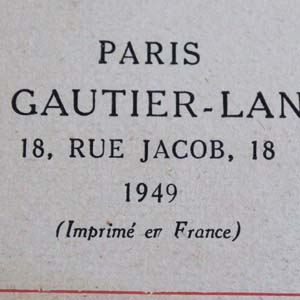 PARIS
GAUTIER-LAN
18, RUE JACOB, 18
1949
(Imprimé en France)